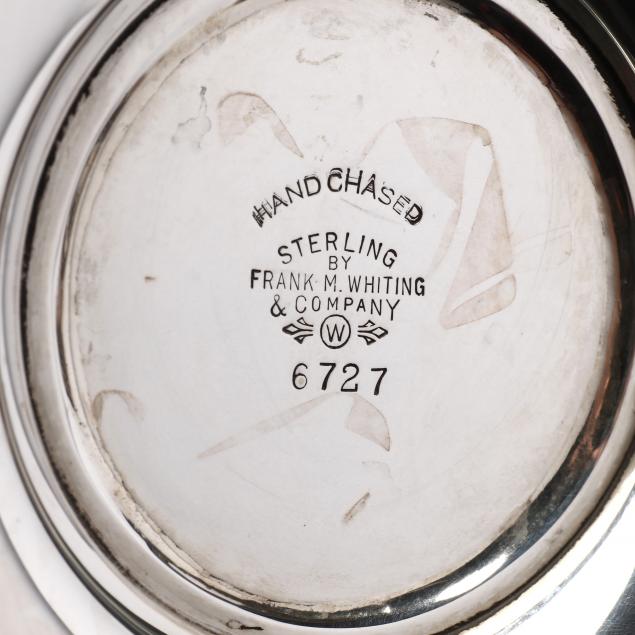 HAND CHASED
STERLING
BY
FRANK M. WHITING
& COMPANY
W
6727